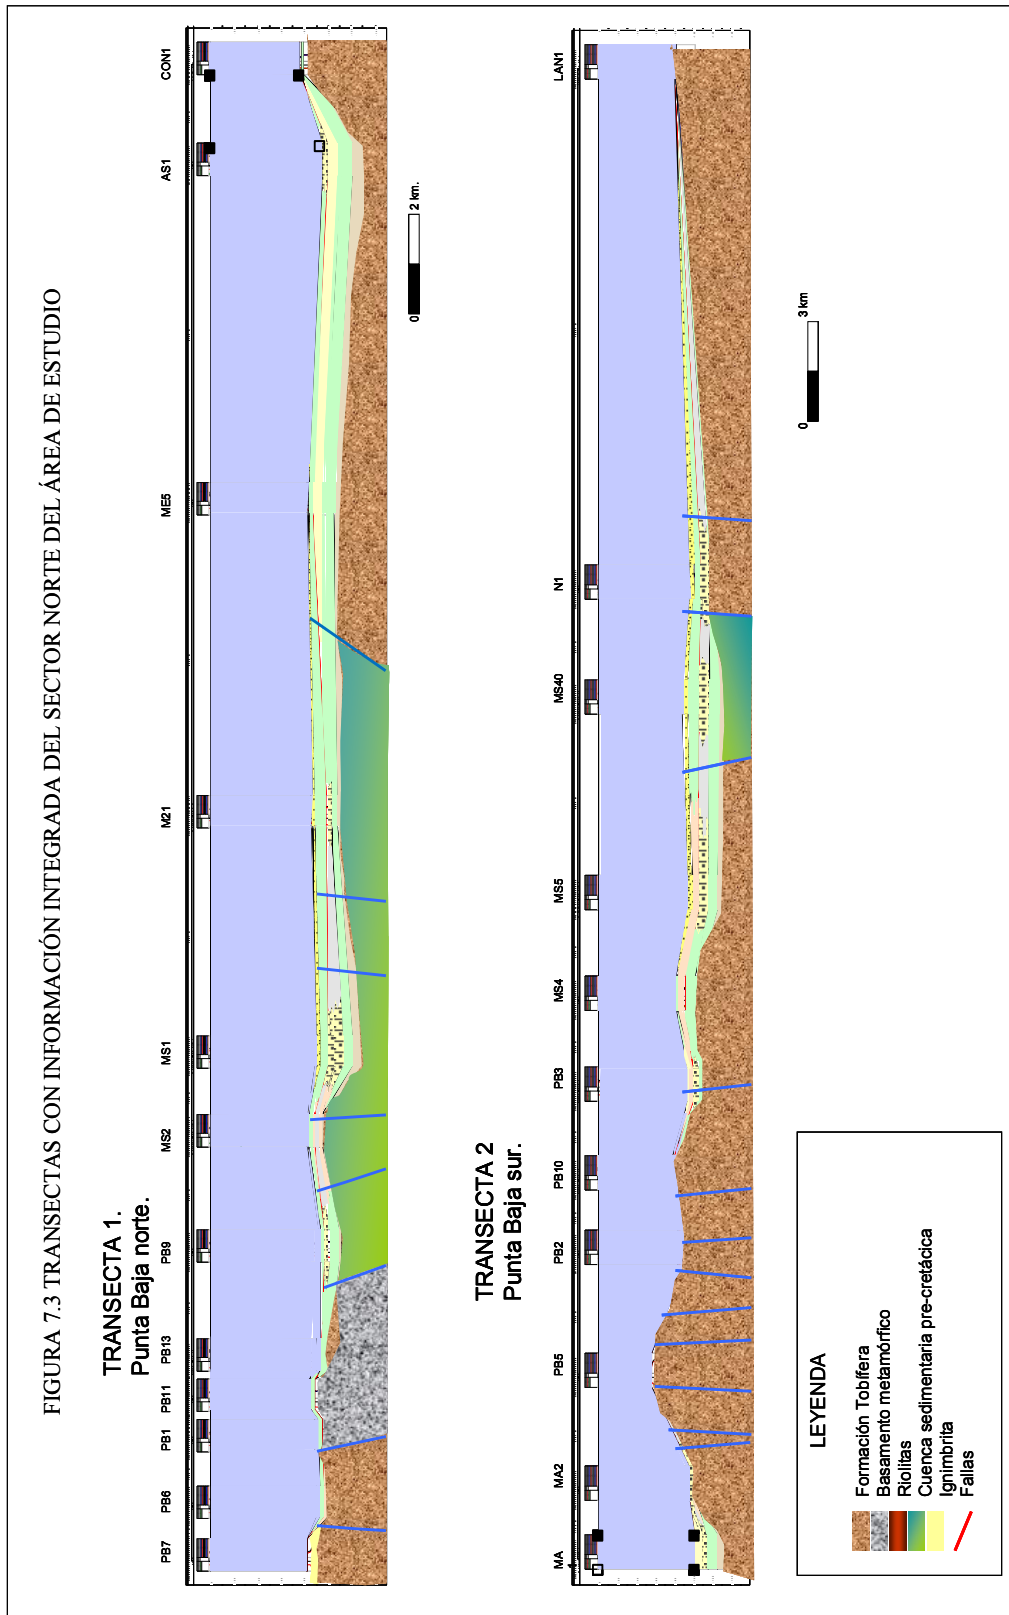 FIGURA 7.3 TRANSECTAS CON INFORMACIÓN INTEGRADA DEL SECTOR NORTE DEL ÁREA DE ESTUDIO
TRANSECTA 1.
Punta Baja norte.
PB7
PB6
PB1
PB11
PB13
PB9
MS2
MS1
M21
ME5
AS1
CON1
0
2 km.
TRANSECTA 2
Punta Baja sur.
MA
MA2
PB5
PB2
PB10
PB3
MS4
MS5
MS40
N1
LAN1
0
3 km
LEYENDA
Formación Tobífera
Basamento metamórfico
Riolitas
Cuenca sedimentaria pre-cretácica
Ignimbrita
Fallas